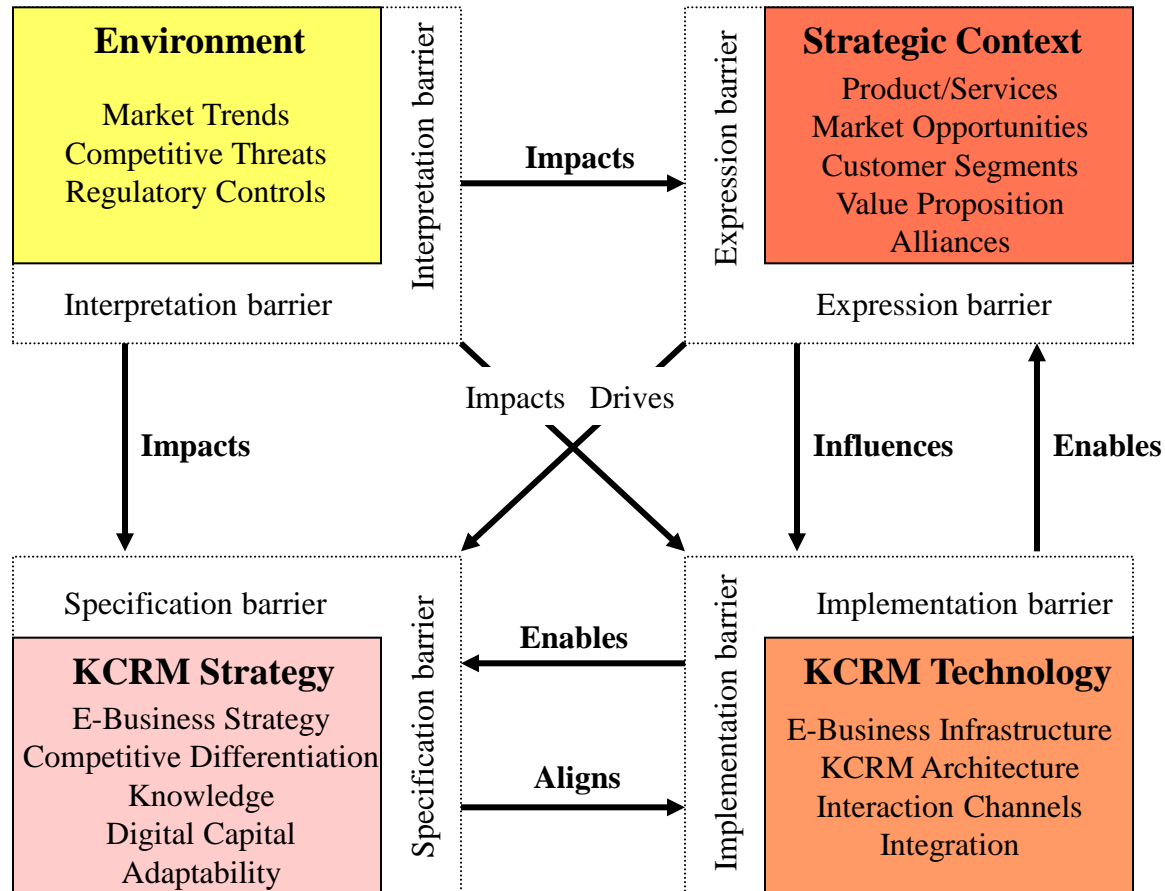 Environment
Market Trends
Competitive Threats
Regulatory Controls
Interpretation barrier
Interpretation barrier
Impacts
Strategic Context
Product/Services
Market Opportunities
Customer Segments
Value Proposition
Alliances
Expression barrier
Expression barrier
Impacts
Impacts
Drives
Influences
Enables
Specification barrier
Specification barrier
KCRM Strategy
E-Business Strategy
Competitive Differentiation
Knowledge
Digital Capital
Adaptability
Enables
Aligns
Implementation barrier
Implementation barrier
KCRM Technology
E-Business Infrastructure
KCRM Architecture
Interaction Channels
Integration